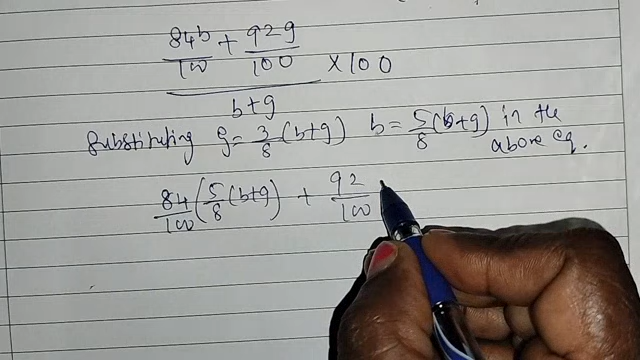 84b/100 + 92g/100
b+g
×100
Substituting g=3/8(b+g) b=5/8(b+g) in the
above eq.
84/100(5/8(b+g)) + 92/100